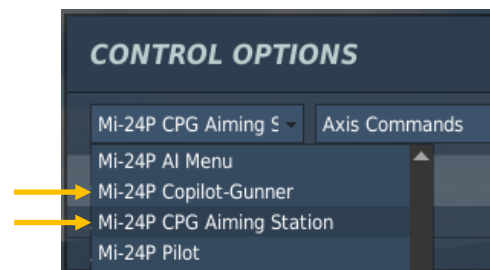 CONTROL OPTIONS
Mi-24P CPG Aiming S Axis Commands
Mi-24P AI Menu
Mi-24P Copilot-Gunner
Mi-24P CPG Aiming Station
Mi-24P Pilot